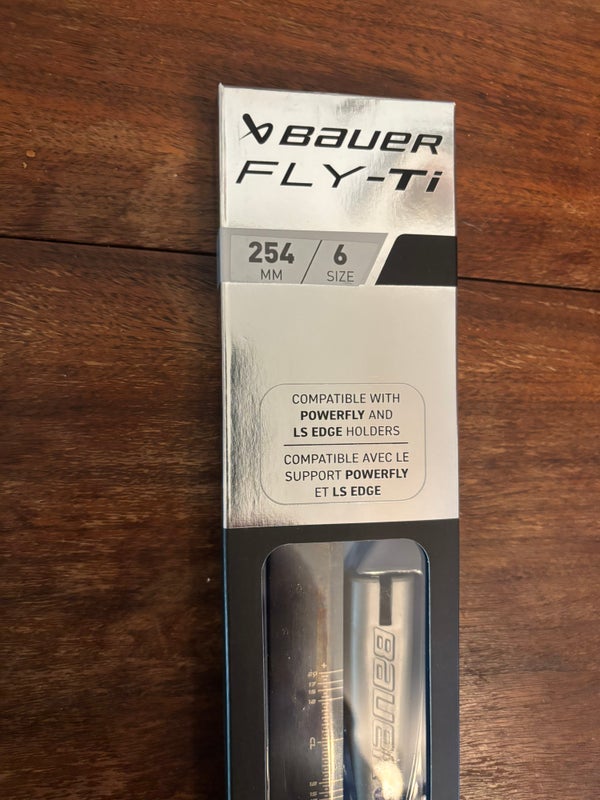 BAUER
FLY-Ti
254 / 6
MM SIZE
COMPATIBLE WITH
POWERFLY AND
LS EDGE HOLDERS
COMPATIBLE AVEC LE
SUPPORT POWERFLY
ET LS EDGE
BAUE